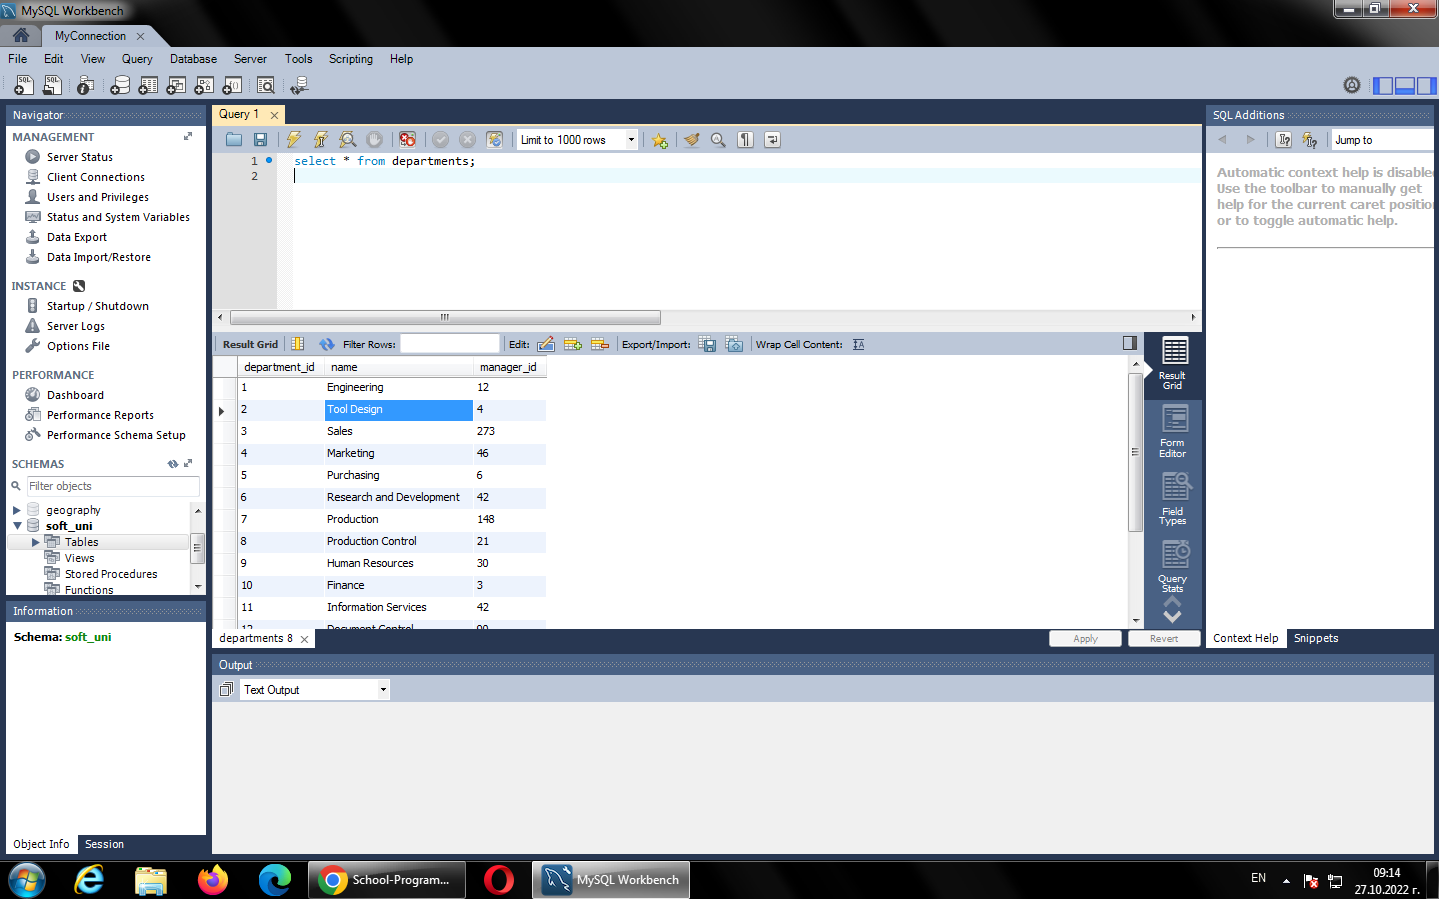 MySQL Workbench
MyConnection
File Edit View Query Database Server Tools Scripting Help
Navigator
MANAGEMENT
Server Status
Client Connections
Users and Privileges
Status and System Variables
Data Export
Data Import/Restore
INSTANCE
Startup / Shutdown
Server Logs
Options File
PERFORMANCE
Dashboard
Performance Reports
Performance Schema Setup
SCHEMAS
Filter objects
geography
soft_uni
Tables
Views
Stored Procedures
Functions
Information
Schema: soft_uni
Object Info Session
Query 1
Limit to 1000 rows
1 select * from departments;
2
Result Grid Filter Rows: Edit: Export/Import: Wrap Cell Content:
department_id name manager_id
1 Engineering 12
2 Tool Design 4
3 Sales 273
4 Marketing 46
5 Purchasing 6
6 Research and Development 42
7 Production 148
8 Production Control 21
9 Human Resources 30
10 Finance 3
11 Information Services 42
12 Document Control 90
Result
Grid
Form
Editor
Field
Types
Query
Stats
departments 8
Apply Revert
SQL Additions
Jump to
Automatic context help is disabled
Use the toolbar to manually get
help for the current caret position
or to toggle automatic help.
Context Help Snippets
Output
Text Output
School-Program...
MySQL Workbench
EN
09:14
27.10.2022 г.